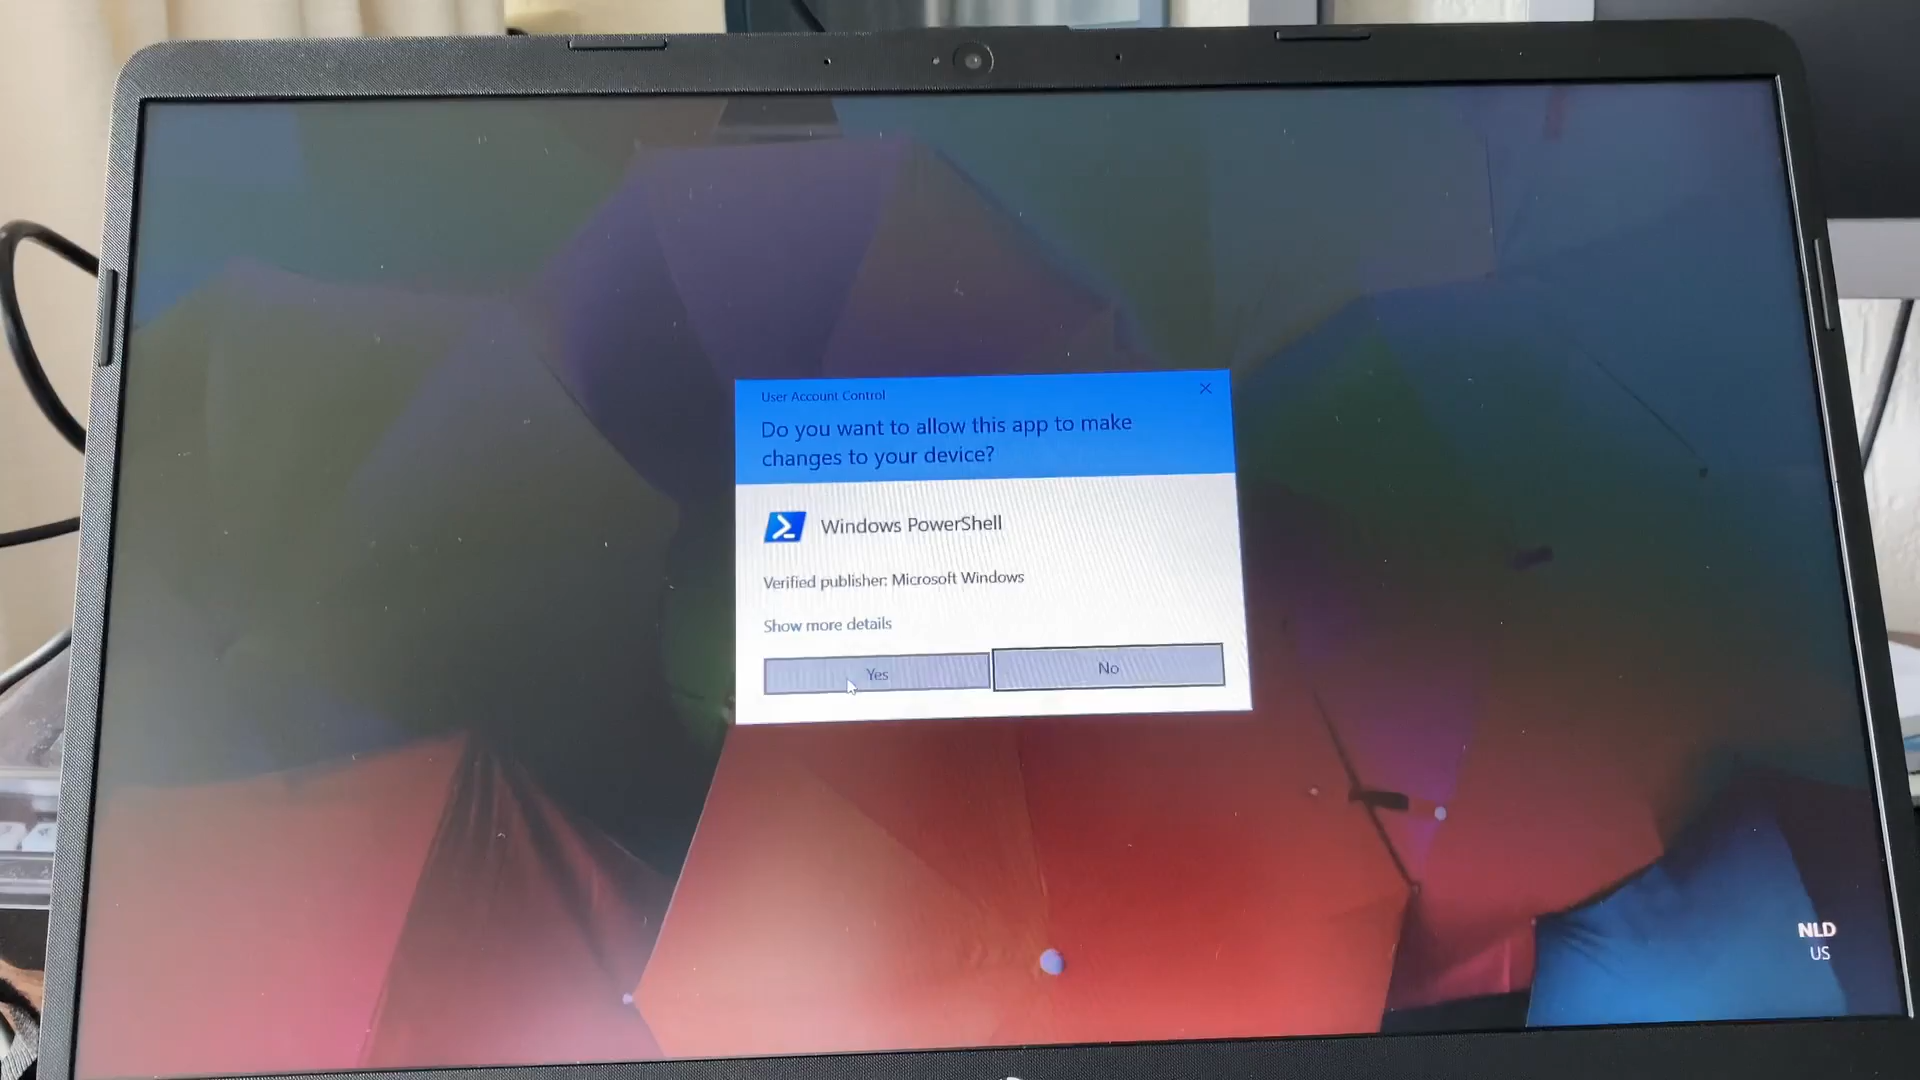 User Account Control
Do you want to allow this app to make
changes to your device?
Windows PowerShell
Verified publisher: Microsoft Windows
Show more details
Yes
No
NLD
US